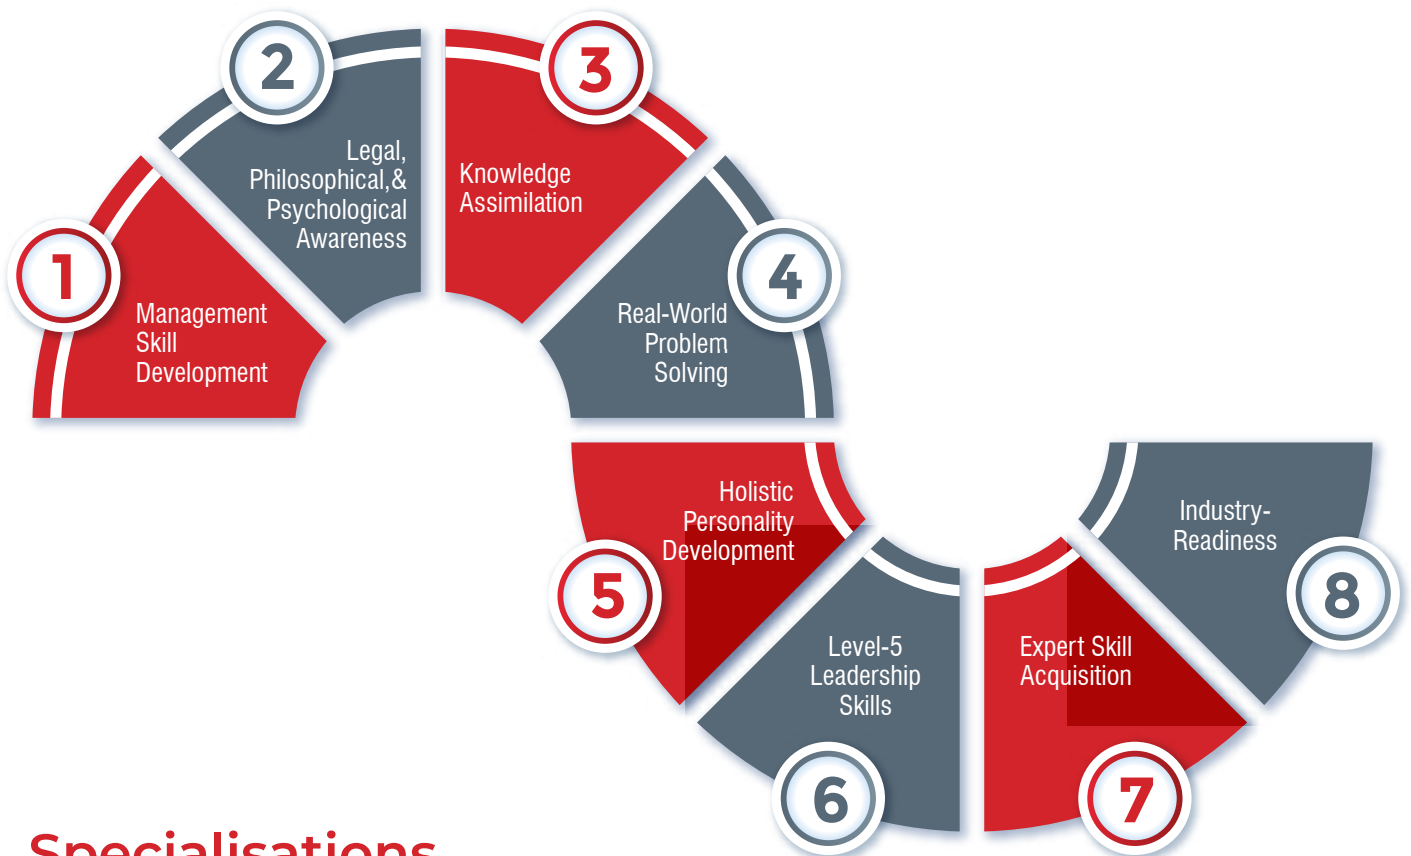 1
Management
Skill
Development
2
Legal,
Philosophical,&
Psychological
Awareness
3
Knowledge
Assimilation
4
Real-World
Problem
Solving
5
Holistic
Personality
Development
6
Level-5
Leadership
Skills
7
Expert Skill
Acquisition
8
Industry-
Readiness
Specialisations